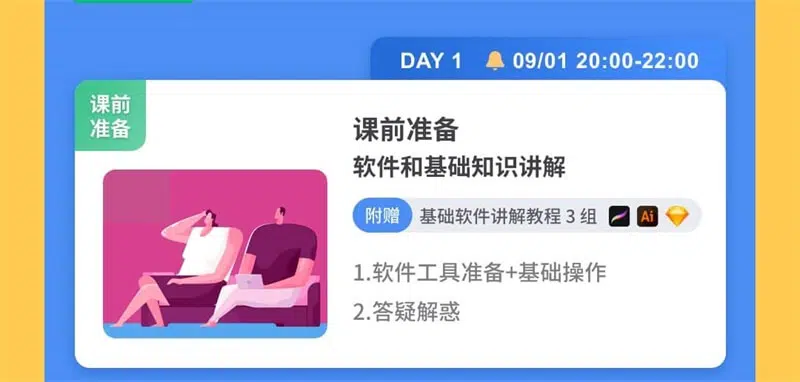 DAY 1 09/01 20:00-22:00
课前
准备
课前准备
软件和基础知识讲解
附赠 基础软件讲解教程 3 组 Ai
1.软件工具准备+基础操作
2.答疑解惑